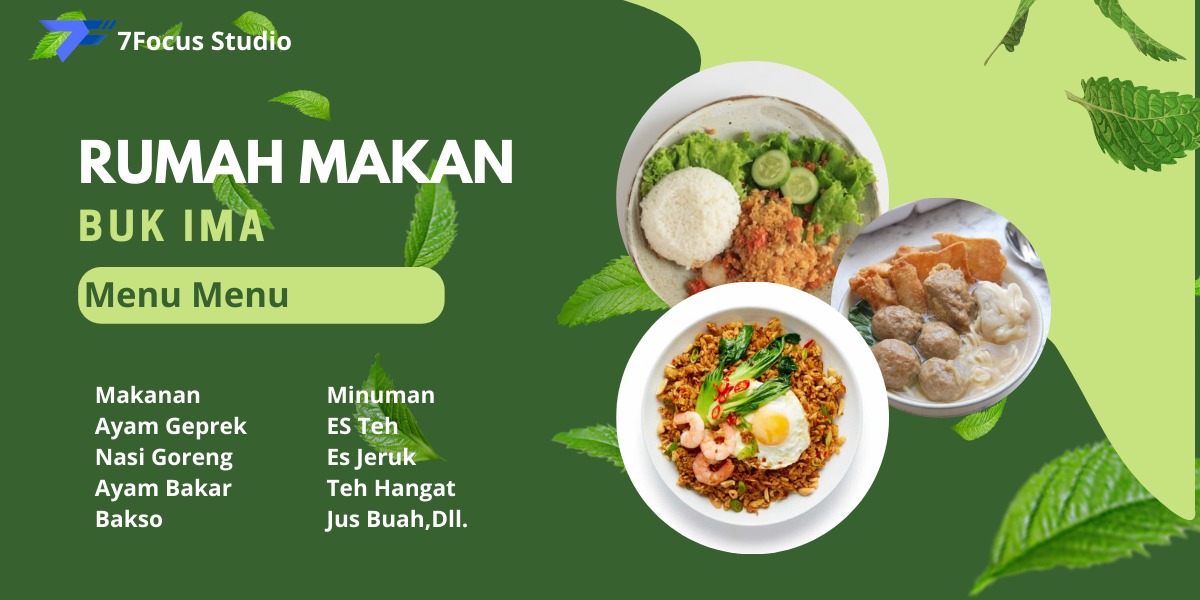 7Focus Studio
RUMAH MAKAN
BUK IMA
Menu Menu
Makanan
Ayam Geprek
Nasi Goreng
Ayam Bakar
Bakso
Minuman
ES Teh
Es Jeruk
Teh Hangat
Jus Buah,Dll.